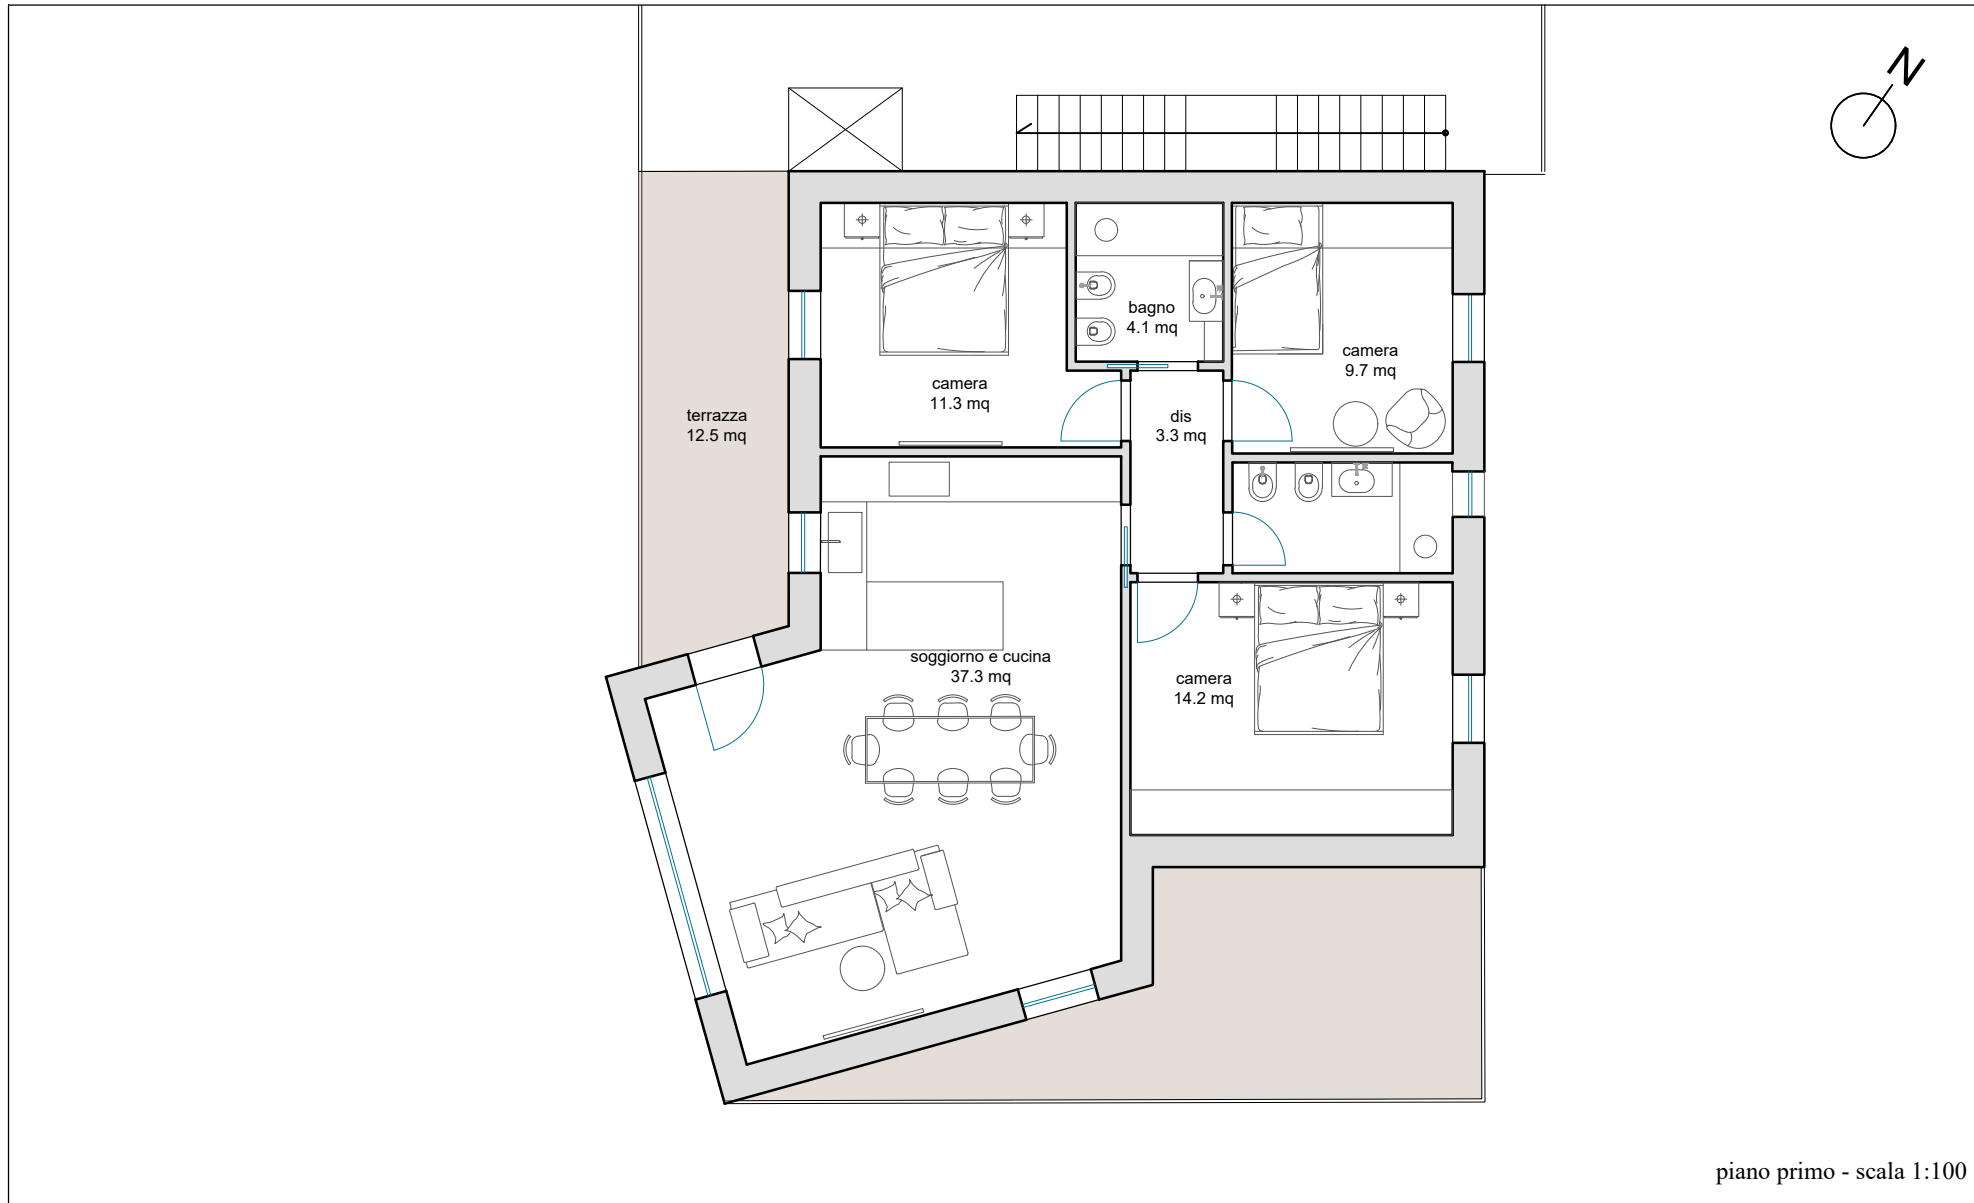 N
bagno
4.1 mq
camera
9.7 mq
camera
11.3 mq
terrazza
12.5 mq
dis
3.3 mq
soggiorno e cucina
37.3 mq
camera
14.2 mq
piano primo - scala 1:100